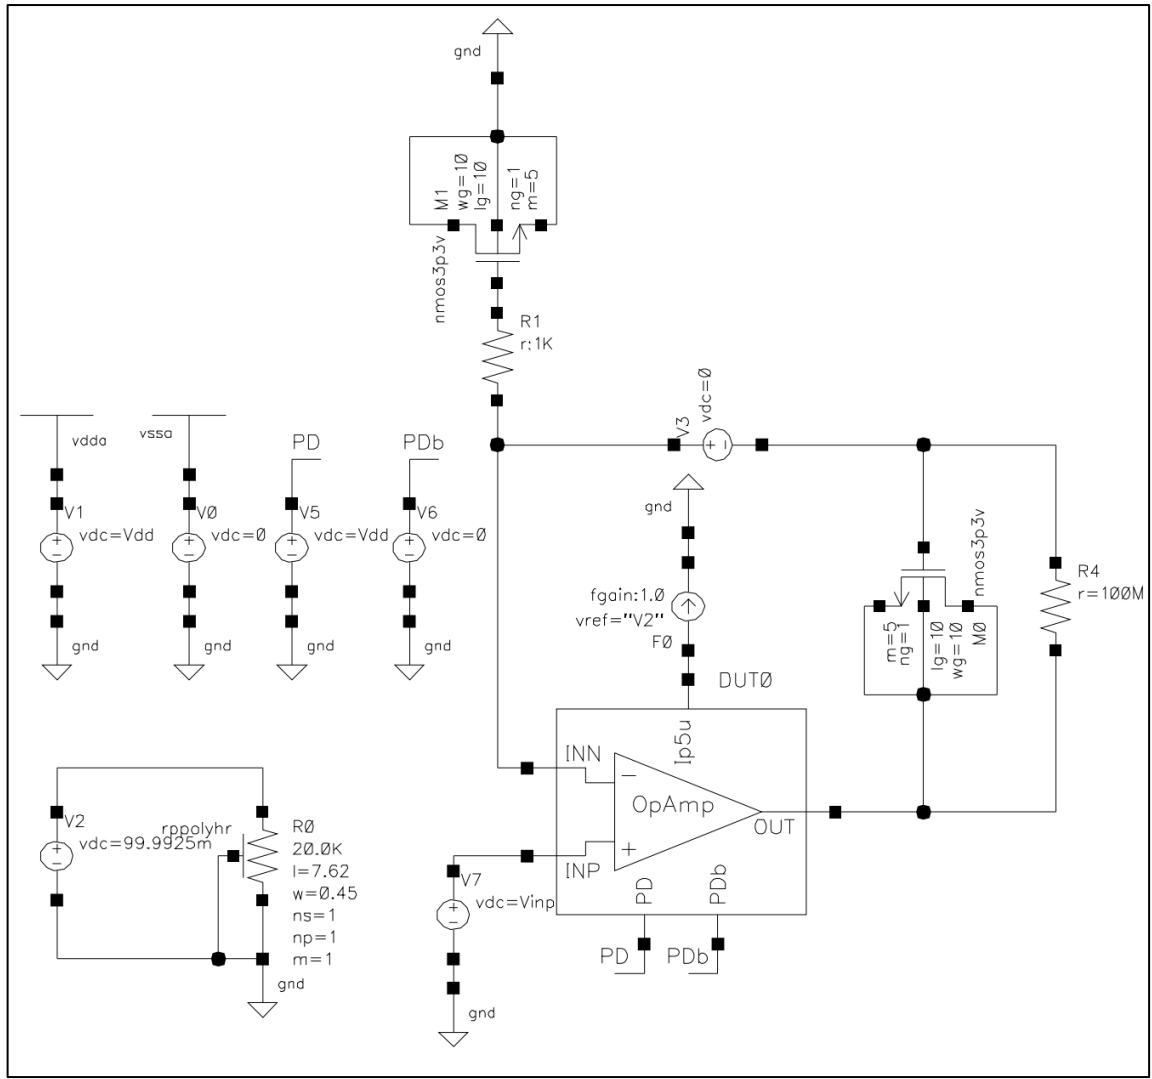 gnd
M1
wg=10
lg=10
ng=1
m=5
nmos3p3v
R1
r:1K
V3
vdc=0
vdda
vssa
PD
PDb
V1
vdc=Vdd
V0
vdc=0
V5
vdc=Vdd
V6
vdc=0
gnd
gnd
gnd
gnd
gnd
fgain:1.0
vref="V2"
F0
nmos3p3v
m=5
ng=1
lg=10
wg=10
M0
R4
r=100M
DUT0
Ip5u
INN
−
OpAmp
OUT
+
INP
PD
PDb
PD
PDb
V2
vdc=99.9925m
+
−
rppolyhr
R0
20.0K
l=7.62
w=0.45
ns=1
np=1
m=1
gnd
V7
vdc=Vinp
gnd